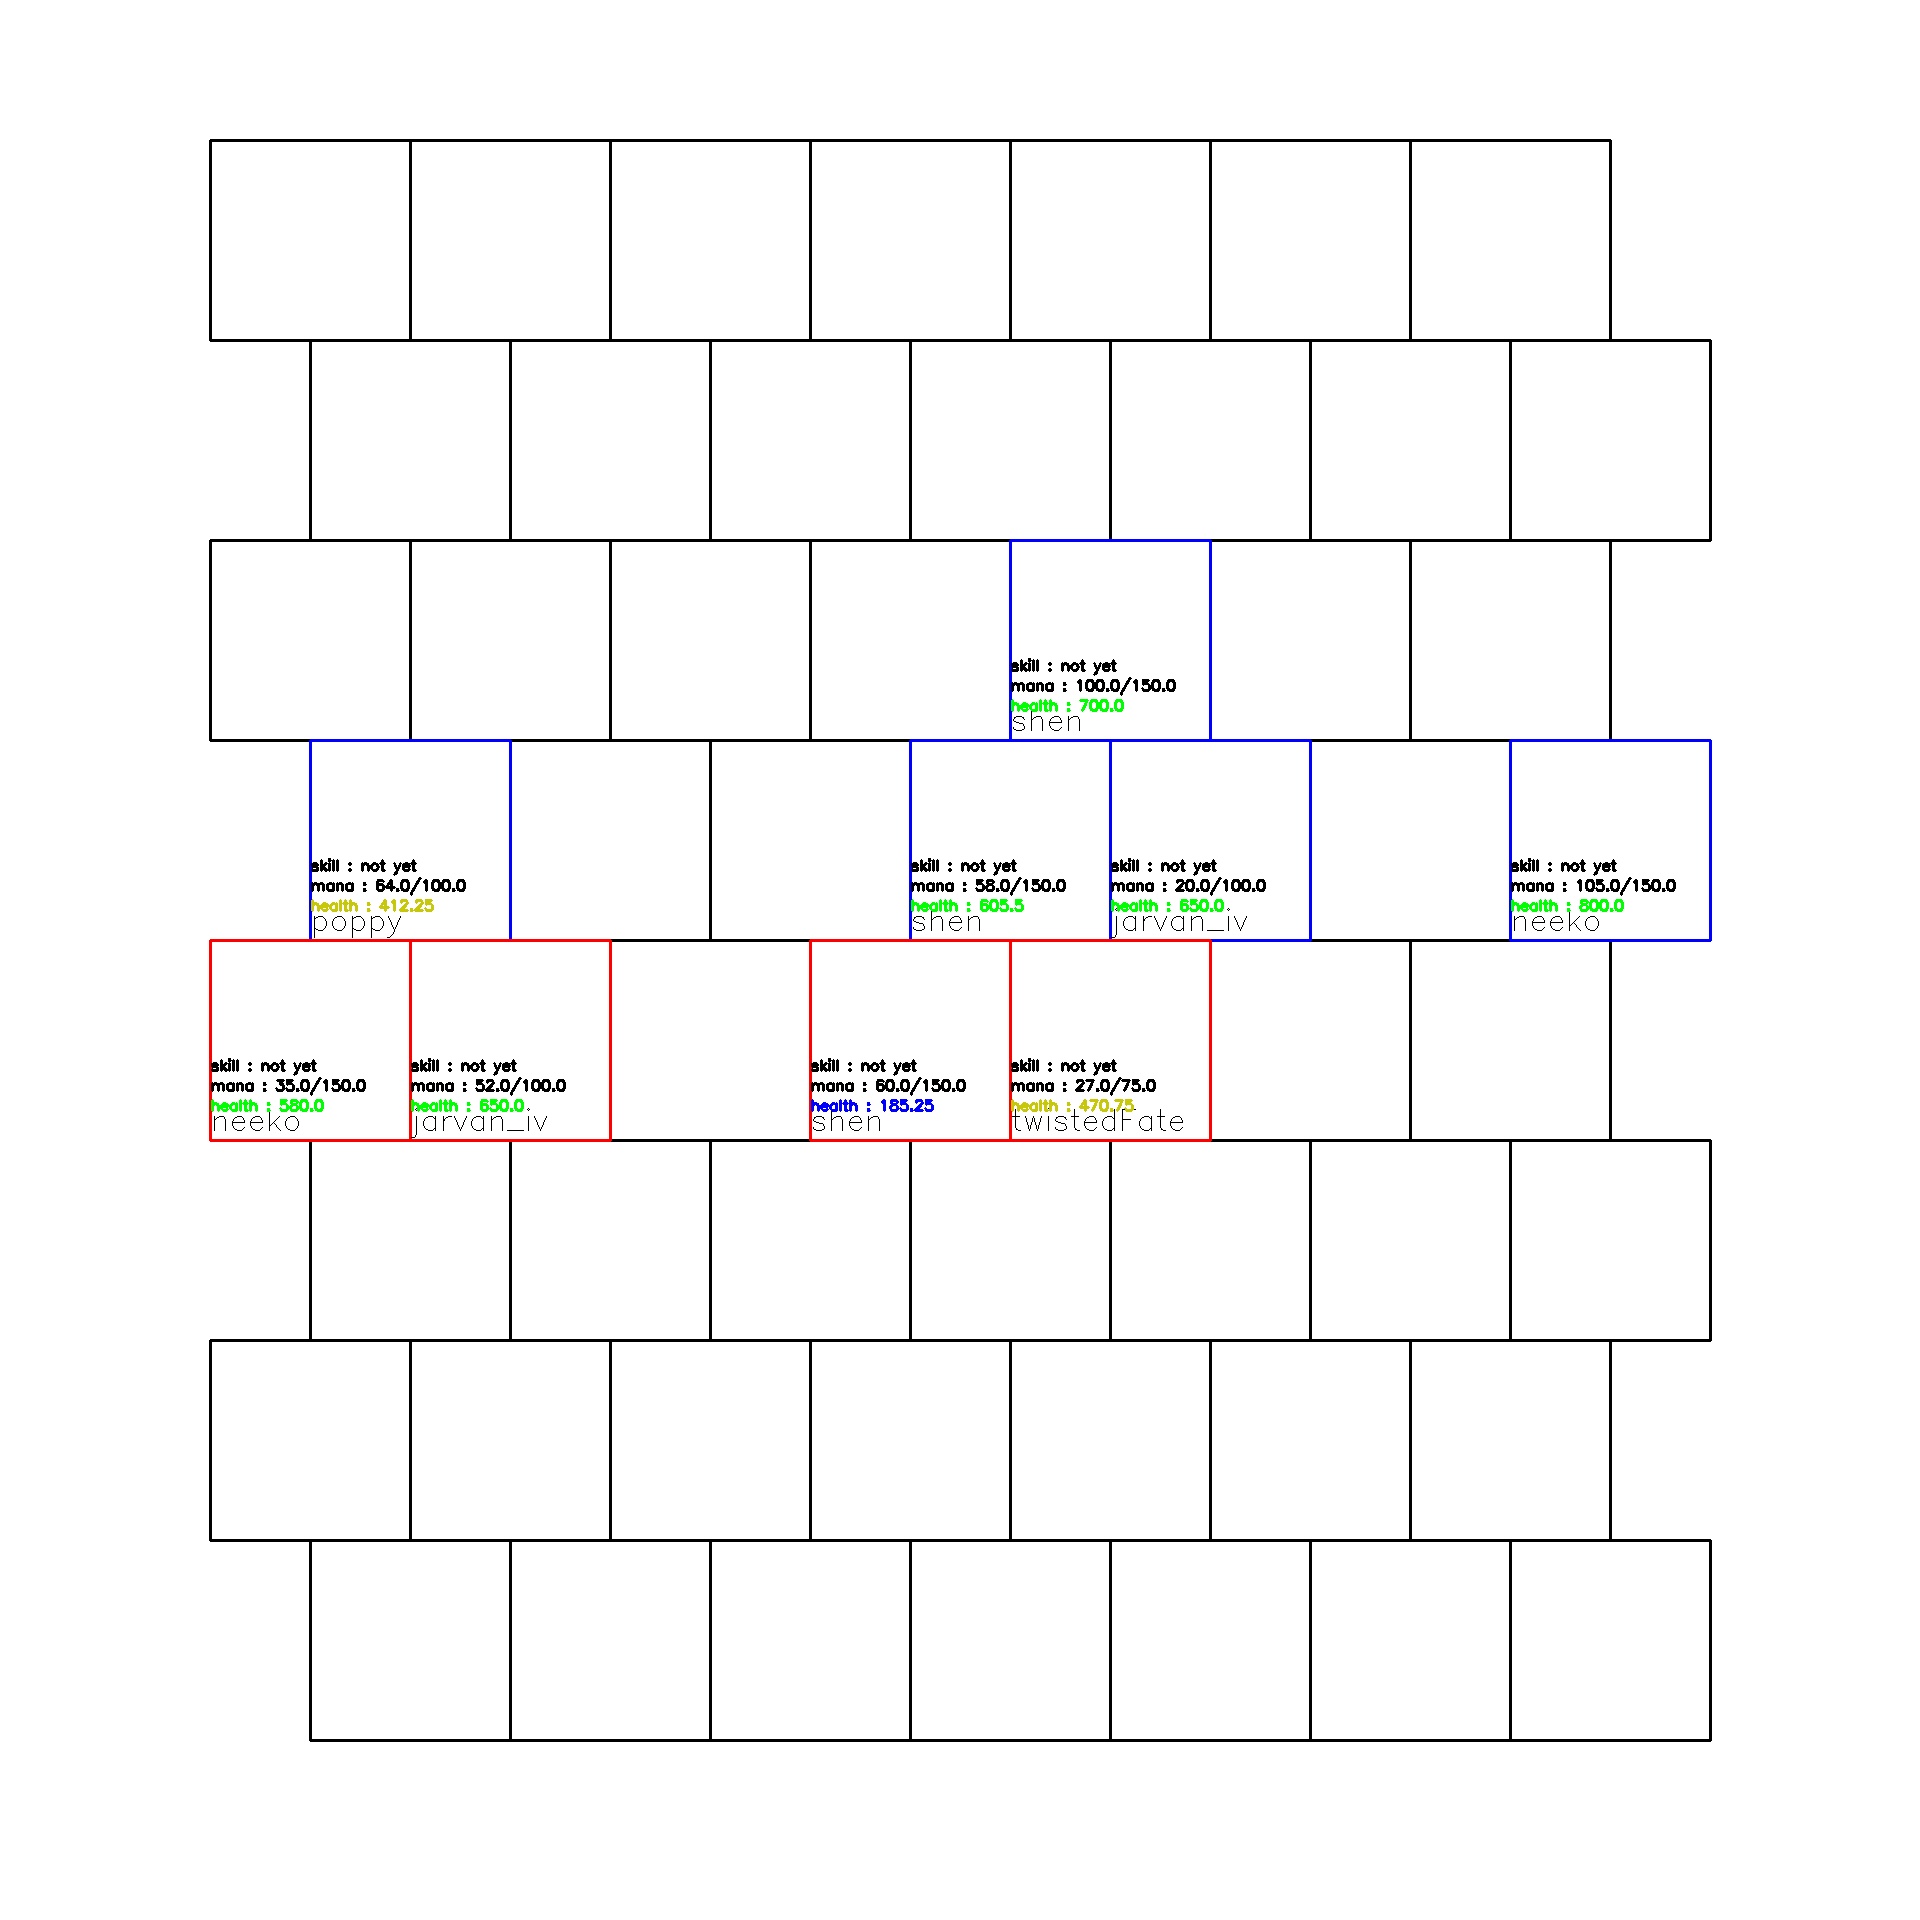 skill : not yet
mana : 100.0/150.0
health : 700.0
shen
skill : not yet
mana : 64.0/100.0
health : 412.25
poppy
skill : not yet
mana : 58.0/150.0
health : 605.5
shen
skill : not yet
mana : 20.0/100.0
health : 650.0
jarvan_iv
skill : not yet
mana : 105.0/150.0
health : 800.0
neeko
skill : not yet
mana : 35.0/150.0
health : 580.0
neeko
skill : not yet
mana : 52.0/100.0
health : 650.0
jarvan_iv
skill : not yet
mana : 60.0/150.0
health : 185.25
shen
skill : not yet
mana : 27.0/75.0
health : 470.75
twistedFate